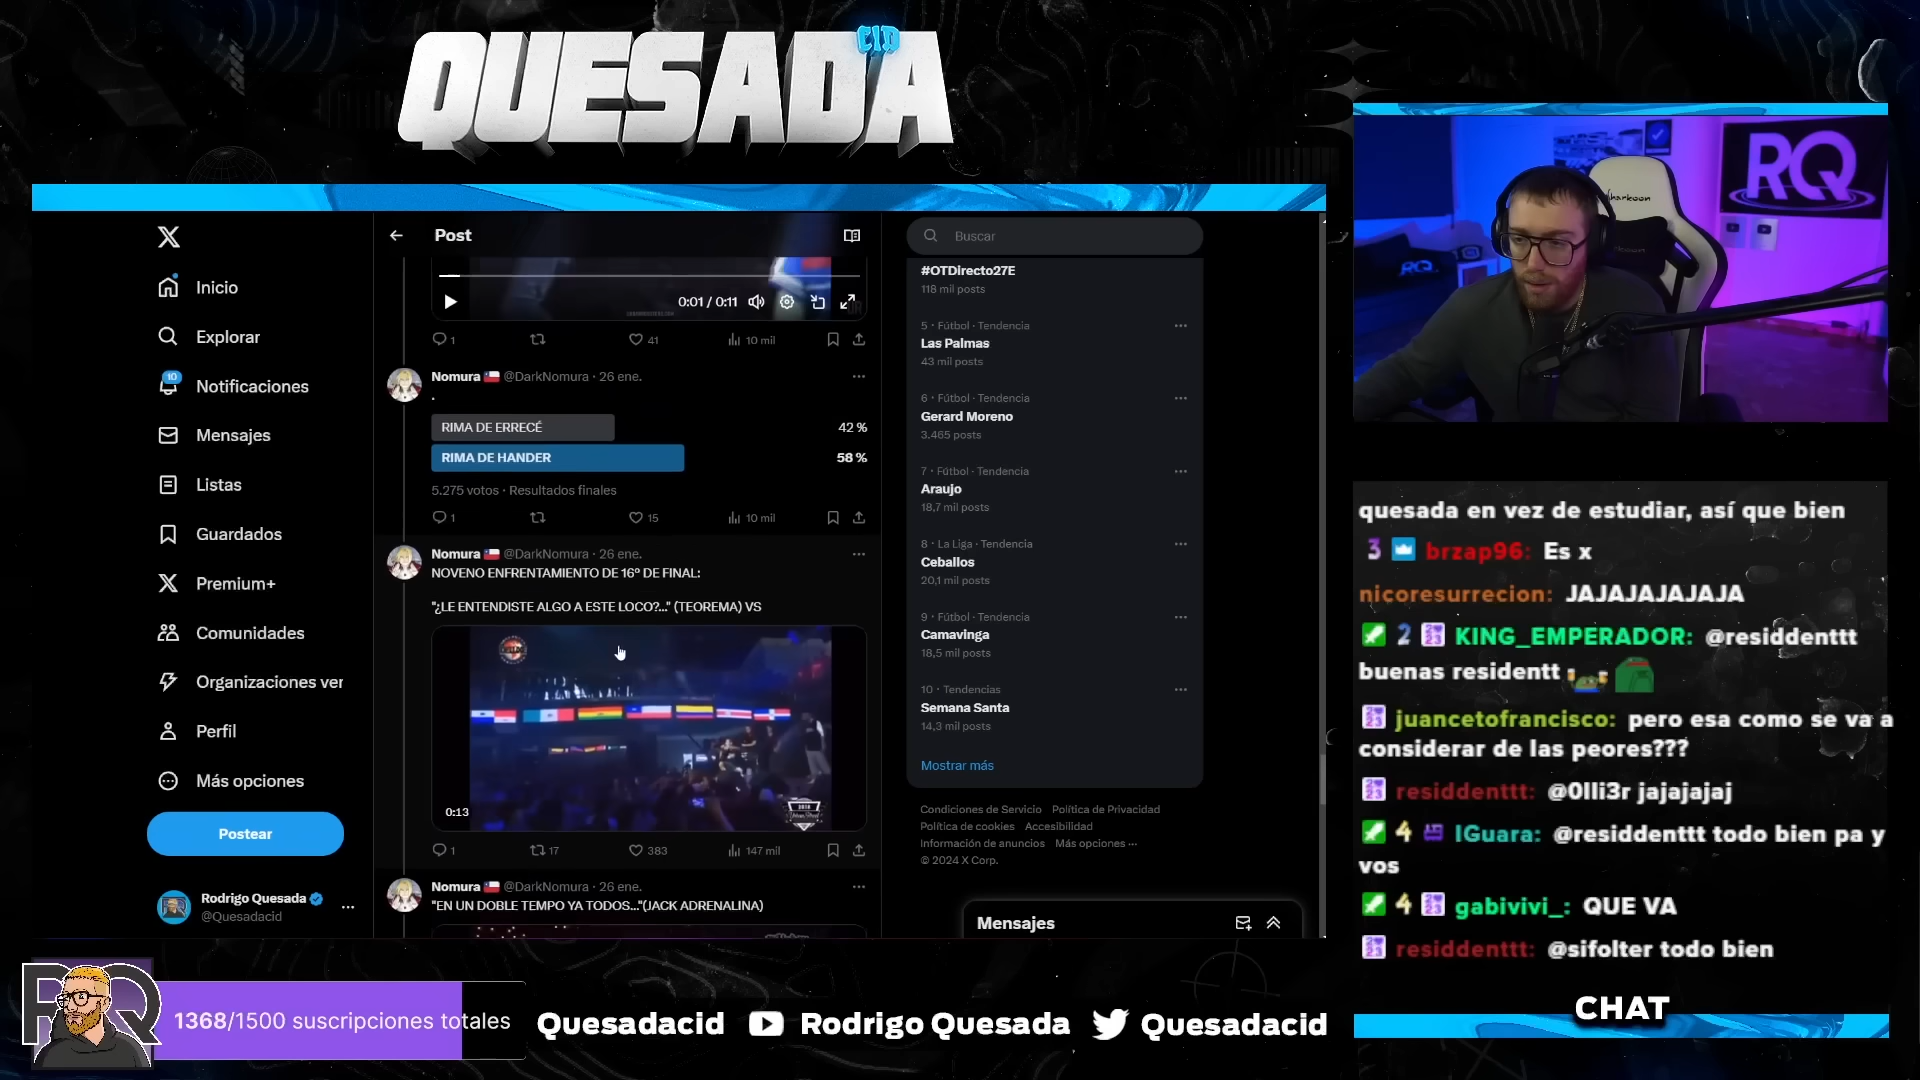 QUESADA
CID
Inicio
Explorar
10
Notificaciones
Mensajes
Listas
Guardados
Premium+
Comunidades
Organizaciones ver
Perfil
Más opciones
Postear
Rodrigo Quesada
@Quesadacid
Post
0:01 / 0:11
1
41
10 mil
Nomura @DarkNomura · 26 ene.
.
RIMA DE ERRECÉ 42 %
RIMA DE HANDER 58 %
5.275 votos · Resultados finales
1
15
10 mil
Nomura @DarkNomura · 26 ene.
NOVENO ENFRENTAMIENTO DE 16º DE FINAL:
"¿LE ENTENDISTE ALGO A ESTE LOCO?..." (TEOREMA) VS
0:13
1
17
383
147 mil
Nomura @DarkNomura · 26 ene.
"EN UN DOBLE TEMPO YA TODOS..."(JACK ADRENALINA)
Buscar
#OTDirecto27E
118 mil posts
5 · Fútbol · Tendencia
Las Palmas
43 mil posts
6 · Fútbol · Tendencia
Gerard Moreno
3.465 posts
7 · Fútbol · Tendencia
Araujo
18,7 mil posts
8 · La Liga · Tendencia
Ceballos
20,1 mil posts
9 · Fútbol · Tendencia
Camavinga
18,5 mil posts
10 · Tendencias
Semana Santa
14,3 mil posts
Mostrar más
Condiciones de Servicio Política de Privacidad
Política de cookies Accesibilidad
Información de anuncios Más opciones ···
© 2024 X Corp.
Mensajes
RQ
RQ
sharkoon
quesada en vez de estudiar, así que bien
3 brzap96: Es x
nicoresurrecion: JAJAJAJAJAJA
2 KING_EMPERADOR: @residdenttt
buenas residentt
juancetofrancisco: pero esa como se va a
considerar de las peores???
residdenttt: @0lli3r jajajajaj
4 lGuara: @residdenttt todo bien pa y
vos
4 gabivivi_: QUE VA
residdenttt: @sifolter todo bien
CHAT
RQ
1368/1500 suscripciones totales
Quesadacid
Rodrigo Quesada
Quesadacid